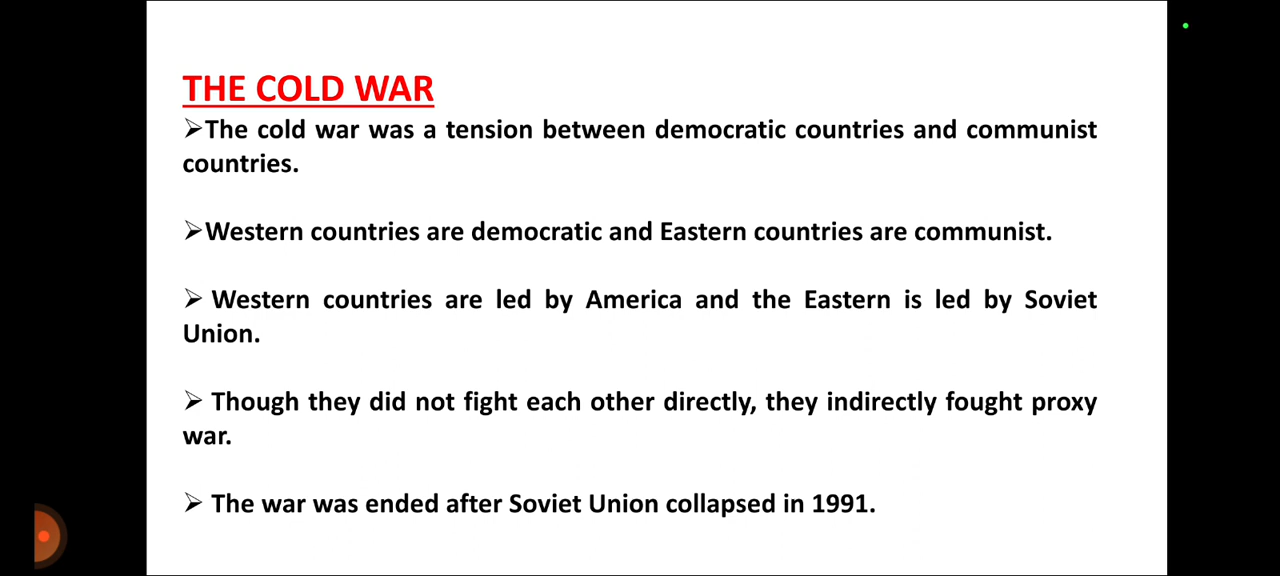 THE COLD WAR
➢The cold war was a tension between democratic countries and communist
countries.
➢Western countries are democratic and Eastern countries are communist.
➢ Western countries are led by America and the Eastern is led by Soviet
Union.
➢ Though they did not fight each other directly, they indirectly fought proxy
war.
➢ The war was ended after Soviet Union collapsed in 1991.